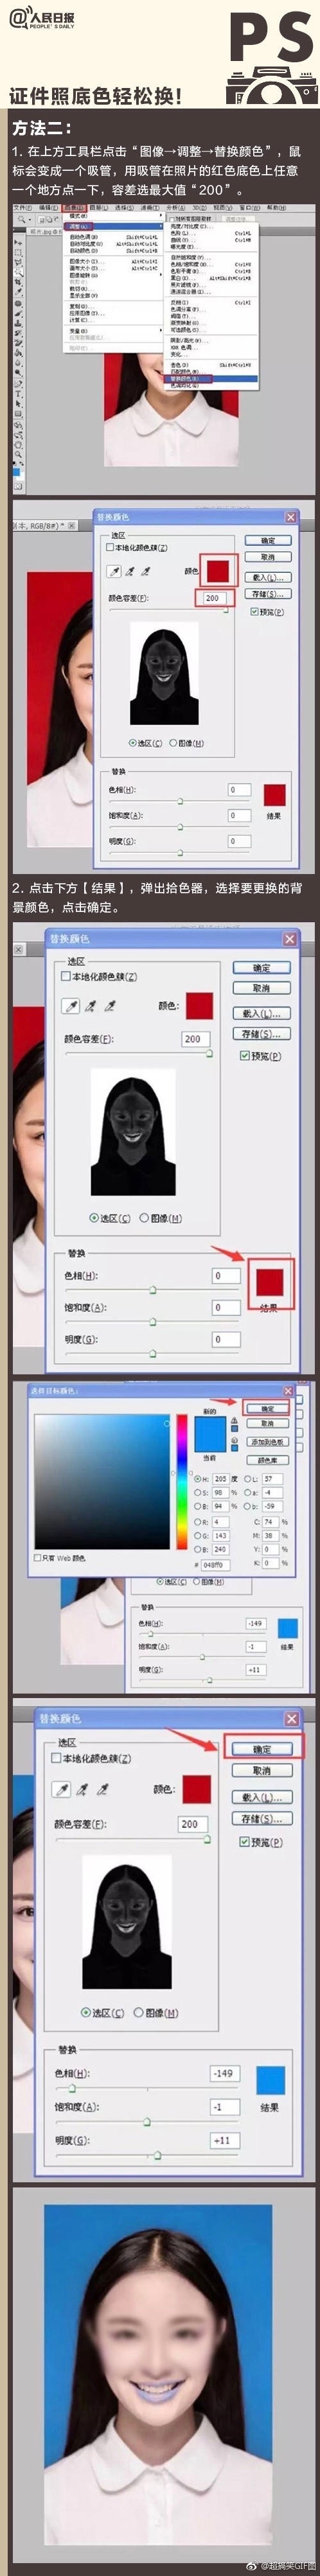 @人民日报
PEOPLE'S DAILY
PS
证件照底色轻松换!
方法二：
1. 在上方工具栏点击“图像→调整→替换颜色”，鼠
标会变成一个吸管，用吸管在照片的红色底色上任意
一个地方点一下，容差选最大值“200”。
调整(A)
替换颜色(R)...
本, RGB/8#)*
替换颜色
选区
本地化颜色簇(Z)
颜色
颜色容差(F):
200
选区(C)
图像(M)
替换
色相(H):
0
饱和度(A):
0
明度(G):
0
结果
确定
取消
载入(L)...
存储(S)...
预览(P)
2. 点击下方【结果】，弹出拾色器，选择要更换的背
景颜色，点击确定。
替换颜色
选区
本地化颜色簇(Z)
颜色:
颜色容差(F):
200
选区(C)
图像(M)
替换
色相(H):
0
饱和度(A):
0
明度(G):
0
结果
确定
取消
载入(L)...
存储(S)...
预览(P)
选择目标颜色:
新的
当前
确定
取消
添加到色板
颜色库
H: 205 度
S: 98 %
B: 94 %
R: 4
G: 143
B: 240
# 048ff0
L: 57
a: -4
b: -59
C: 74 %
M: 38 %
Y: 0 %
K: 0 %
只有 Web 颜色
选区(C)
图像(M)
替换
色相(H):
-149
饱和度(A):
-1
明度(G):
+11
结果
替换颜色
选区
本地化颜色簇(Z)
颜色:
颜色容差(F):
200
选区(C)
图像(M)
替换
色相(H):
-149
饱和度(A):
-1
明度(G):
+11
结果
确定
取消
载入(L)...
存储(S)...
预览(P)
@超搞笑GIF图